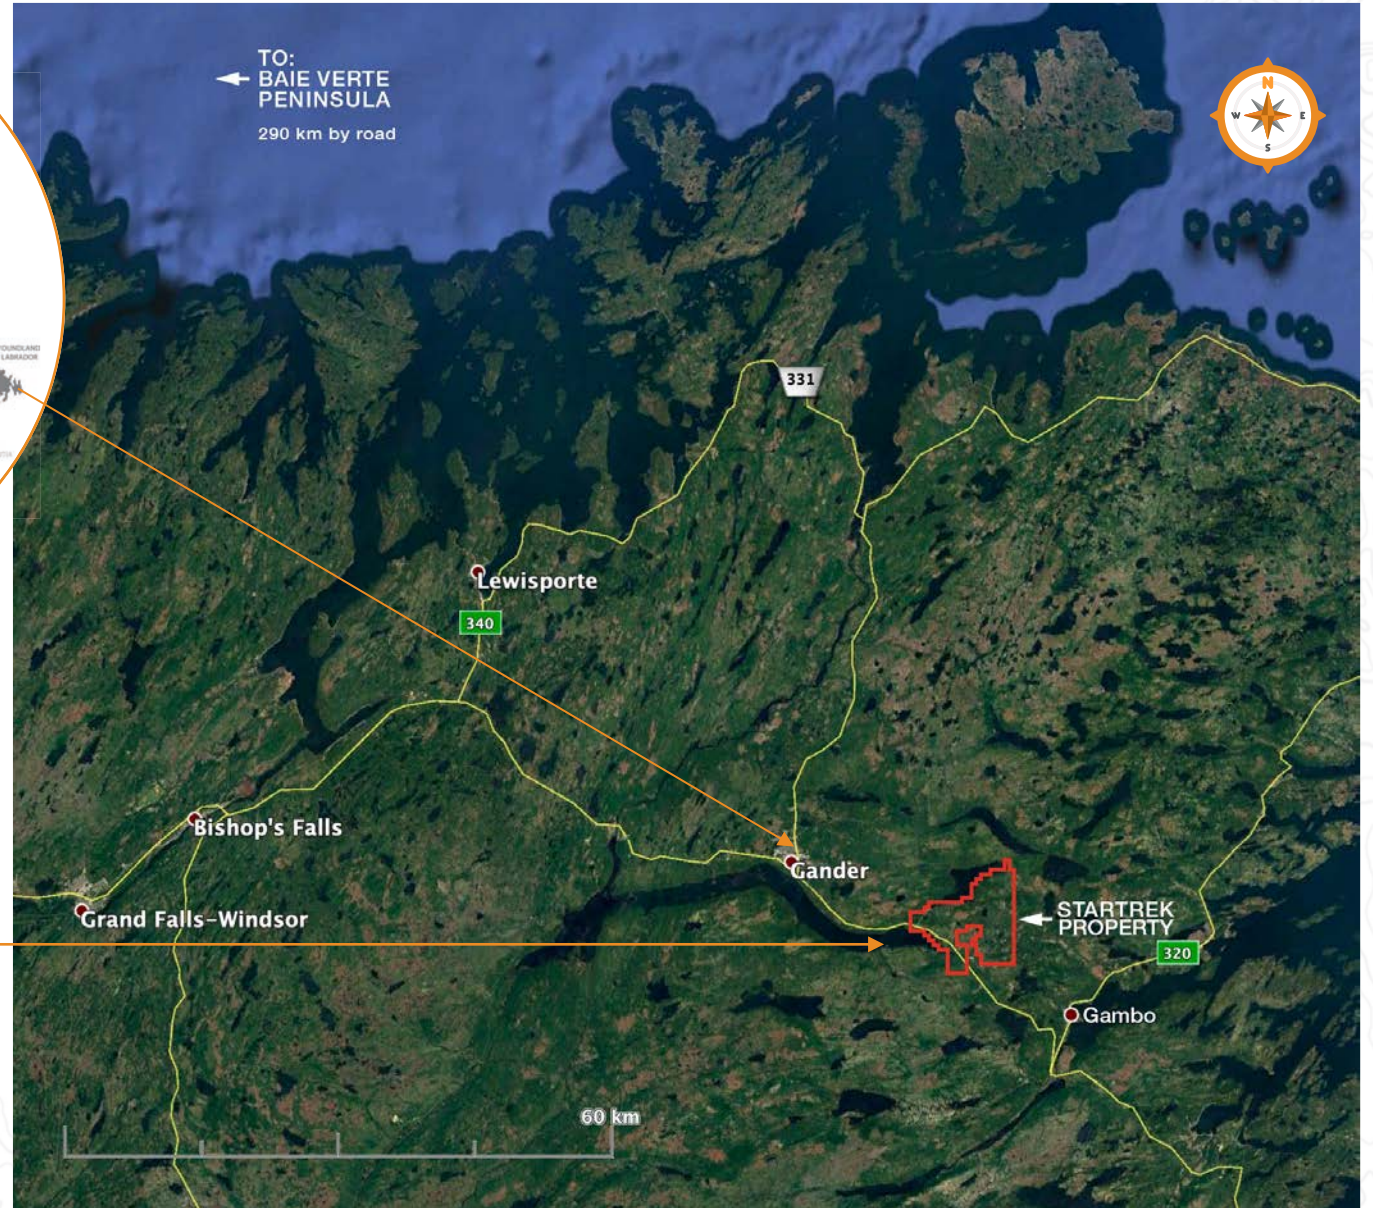 TO:
BAIE VERTE
PENINSULA
290 km by road
N
W
E
S
LABRADOR
331
Lewisporte
340
Bishop's Falls
Gander
Grand Falls-Windsor
STARTREK
PROPERTY
320
Gambo
60 km